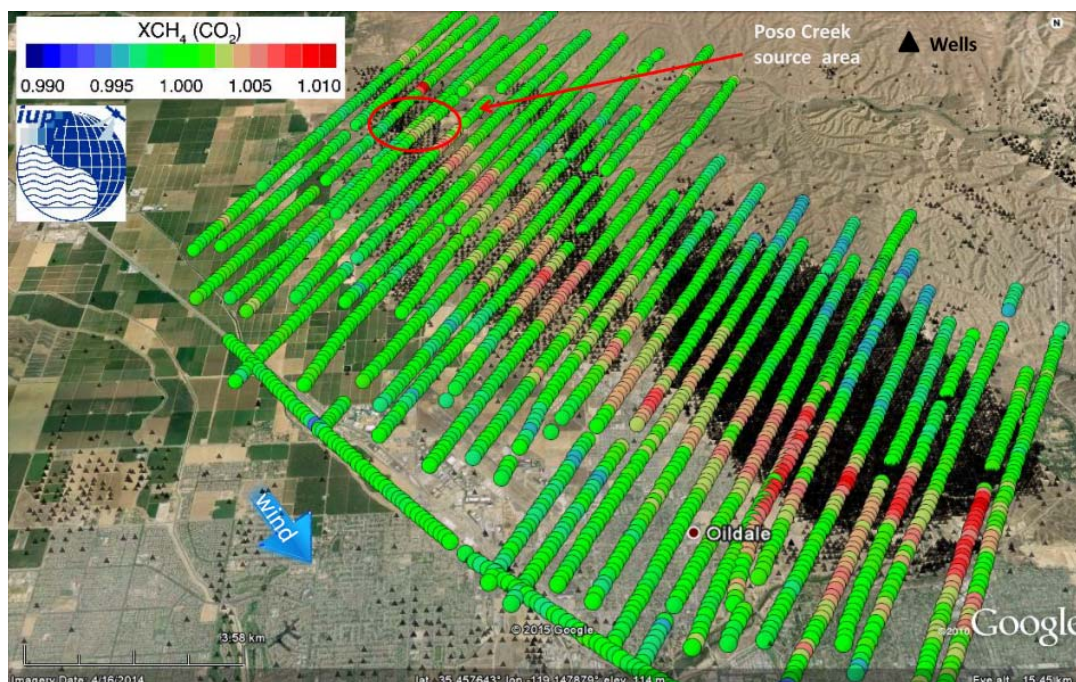 XCH₄ (CO₂)
0.990 0.995 1.000 1.005 1.010
iup
Poso Creek
source area
Wells
N
wind
Oildale
3.58 km
© 2015 Google
Google
Imagery Date: 4/16/2014 lat 35.457643° lon -119.147879° elev 114 m Eye alt 15.45 km